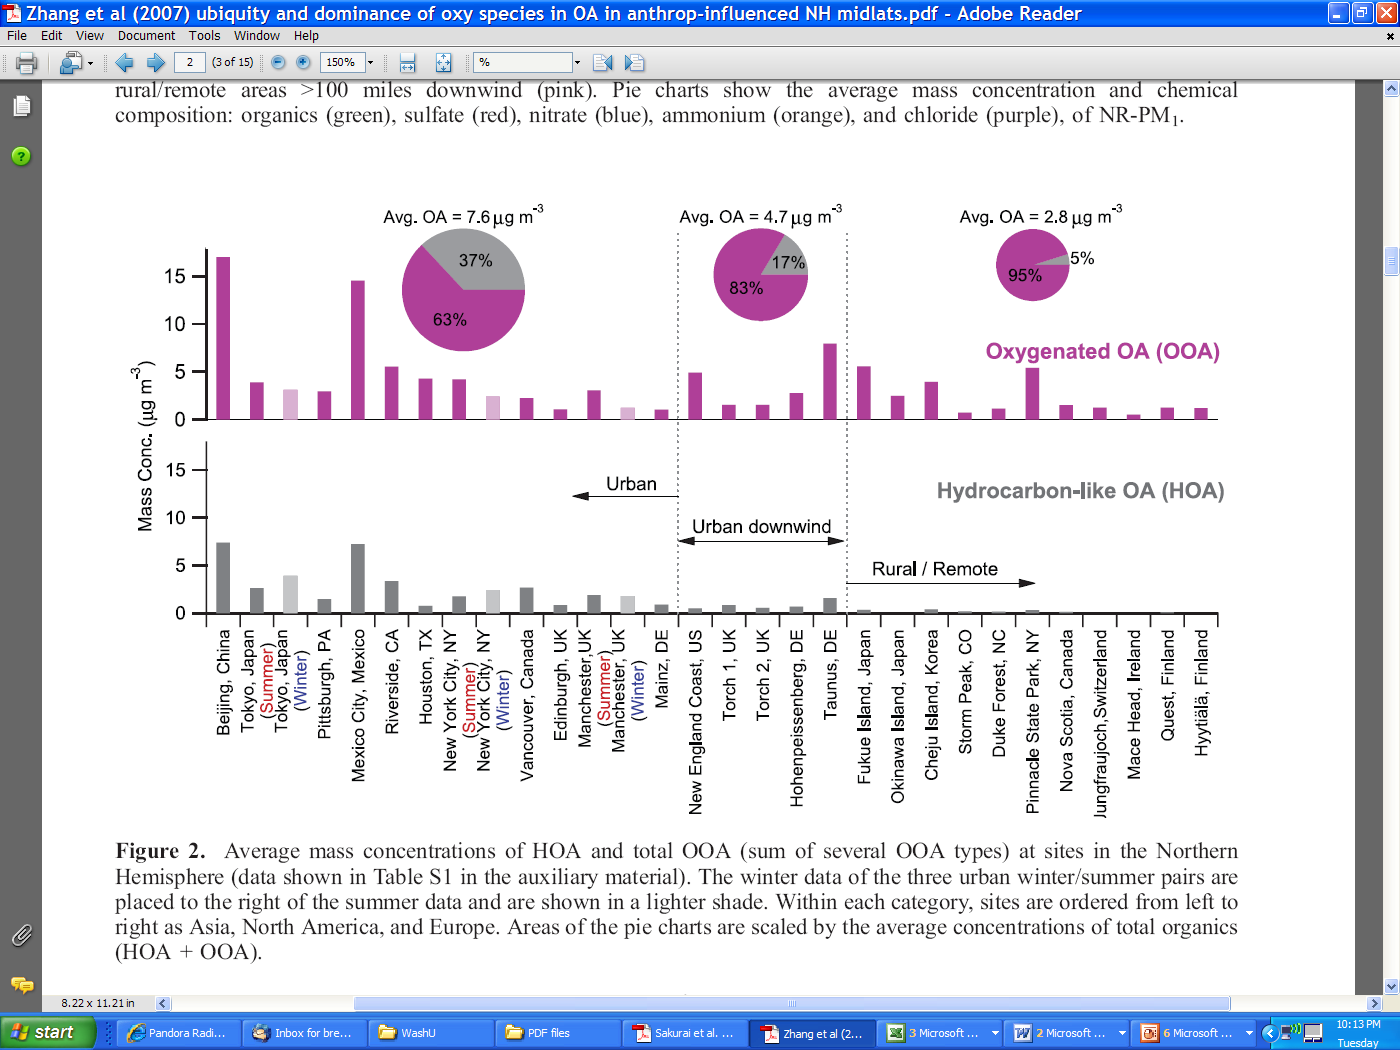 Zhang et al (2007) ubiquity and dominance of oxy species in OA in anthrop-influenced NH midlats.pdf - Adobe Reader
File Edit View Document Tools Window Help
2 (3 of 15) 150% %
rural/remote areas >100 miles downwind (pink). Pie charts show the average mass concentration and chemical
composition: organics (green), sulfate (red), nitrate (blue), ammonium (orange), and chloride (purple), of NR-PM1.
Avg. OA = 7.6 µg m-3
Avg. OA = 4.7 µg m-3
Avg. OA = 2.8 µg m-3
37%
63%
17%
83%
5%
95%
15
10
5
0
Oxygenated OA (OOA)
Mass Conc. (µg m-3)
15
10
5
0
Urban
Hydrocarbon-like OA (HOA)
Urban downwind
Rural / Remote
Beijing, China
Tokyo, Japan
(Summer)
Tokyo, Japan
(Winter)
Pittsburgh, PA
Mexico City, Mexico
Riverside, CA
Houston, TX
New York City, NY
(Summer)
New York City, NY
(Winter)
Vancouver, Canada
Edinburgh, UK
Manchester,UK
(Summer)
Manchester,UK
(Winter)
Mainz, DE
New England Coast, US
Torch 1, UK
Torch 2, UK
Hohenpeissenberg, DE
Taunus, DE
Fukue Island, Japan
Okinawa Island, Japan
Cheju Island, Korea
Storm Peak, CO
Duke Forest, NC
Pinnacle State Park, NY
Nova Scotia, Canada
Jungfraujoch,Switzerland
Mace Head, Ireland
Quest, Finland
Hyytiälä, Finland
Figure 2. Average mass concentrations of HOA and total OOA (sum of several OOA types) at sites in the Northern
Hemisphere (data shown in Table S1 in the auxiliary material). The winter data of the three urban winter/summer pairs are
placed to the right of the summer data and are shown in a lighter shade. Within each category, sites are ordered from left to
right as Asia, North America, and Europe. Areas of the pie charts are scaled by the average concentrations of total organics
(HOA + OOA).
8.22 x 11.21 in
start
Pandora Radi...
Inbox for bre...
WashU
PDF files
Sakurai et al. ...
Zhang et al (2...
3 Microsoft ...
2 Microsoft ...
6 Microsoft ...
10:13 PM
Tuesday